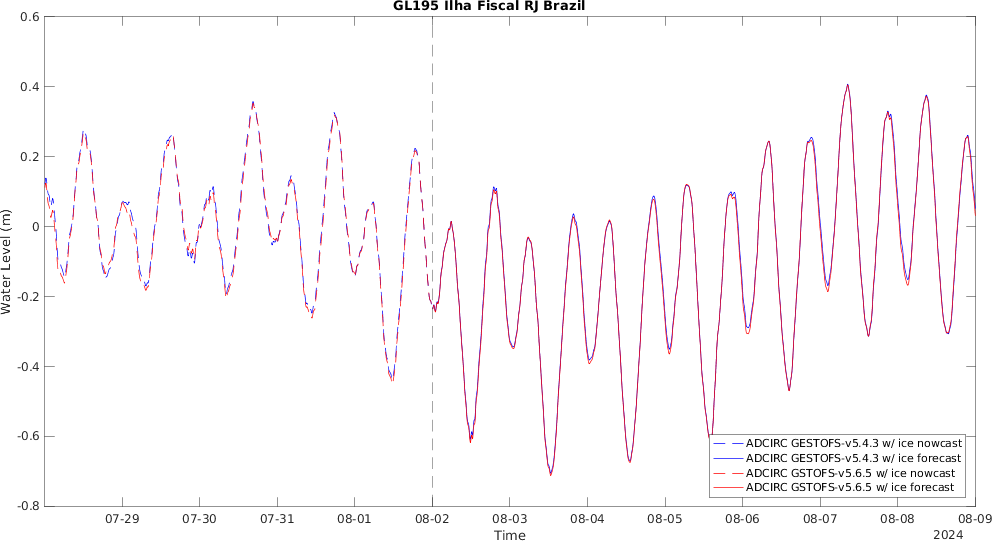 GL195 Ilha Fiscal RJ Brazil
0.6
0.4
0.2
0
-0.2
-0.4
-0.6
-0.8
Water Level (m)
ADCIRC GESTOFS-v5.4.3 w/ ice nowcast
ADCIRC GESTOFS-v5.4.3 w/ ice forecast
ADCIRC GSTOFS-v5.6.5 w/ ice nowcast
ADCIRC GSTOFS-v5.6.5 w/ ice forecast
07-29 07-30 07-31 08-01 08-02 08-03 08-04 08-05 08-06 08-07 08-08 08-09
Time
2024